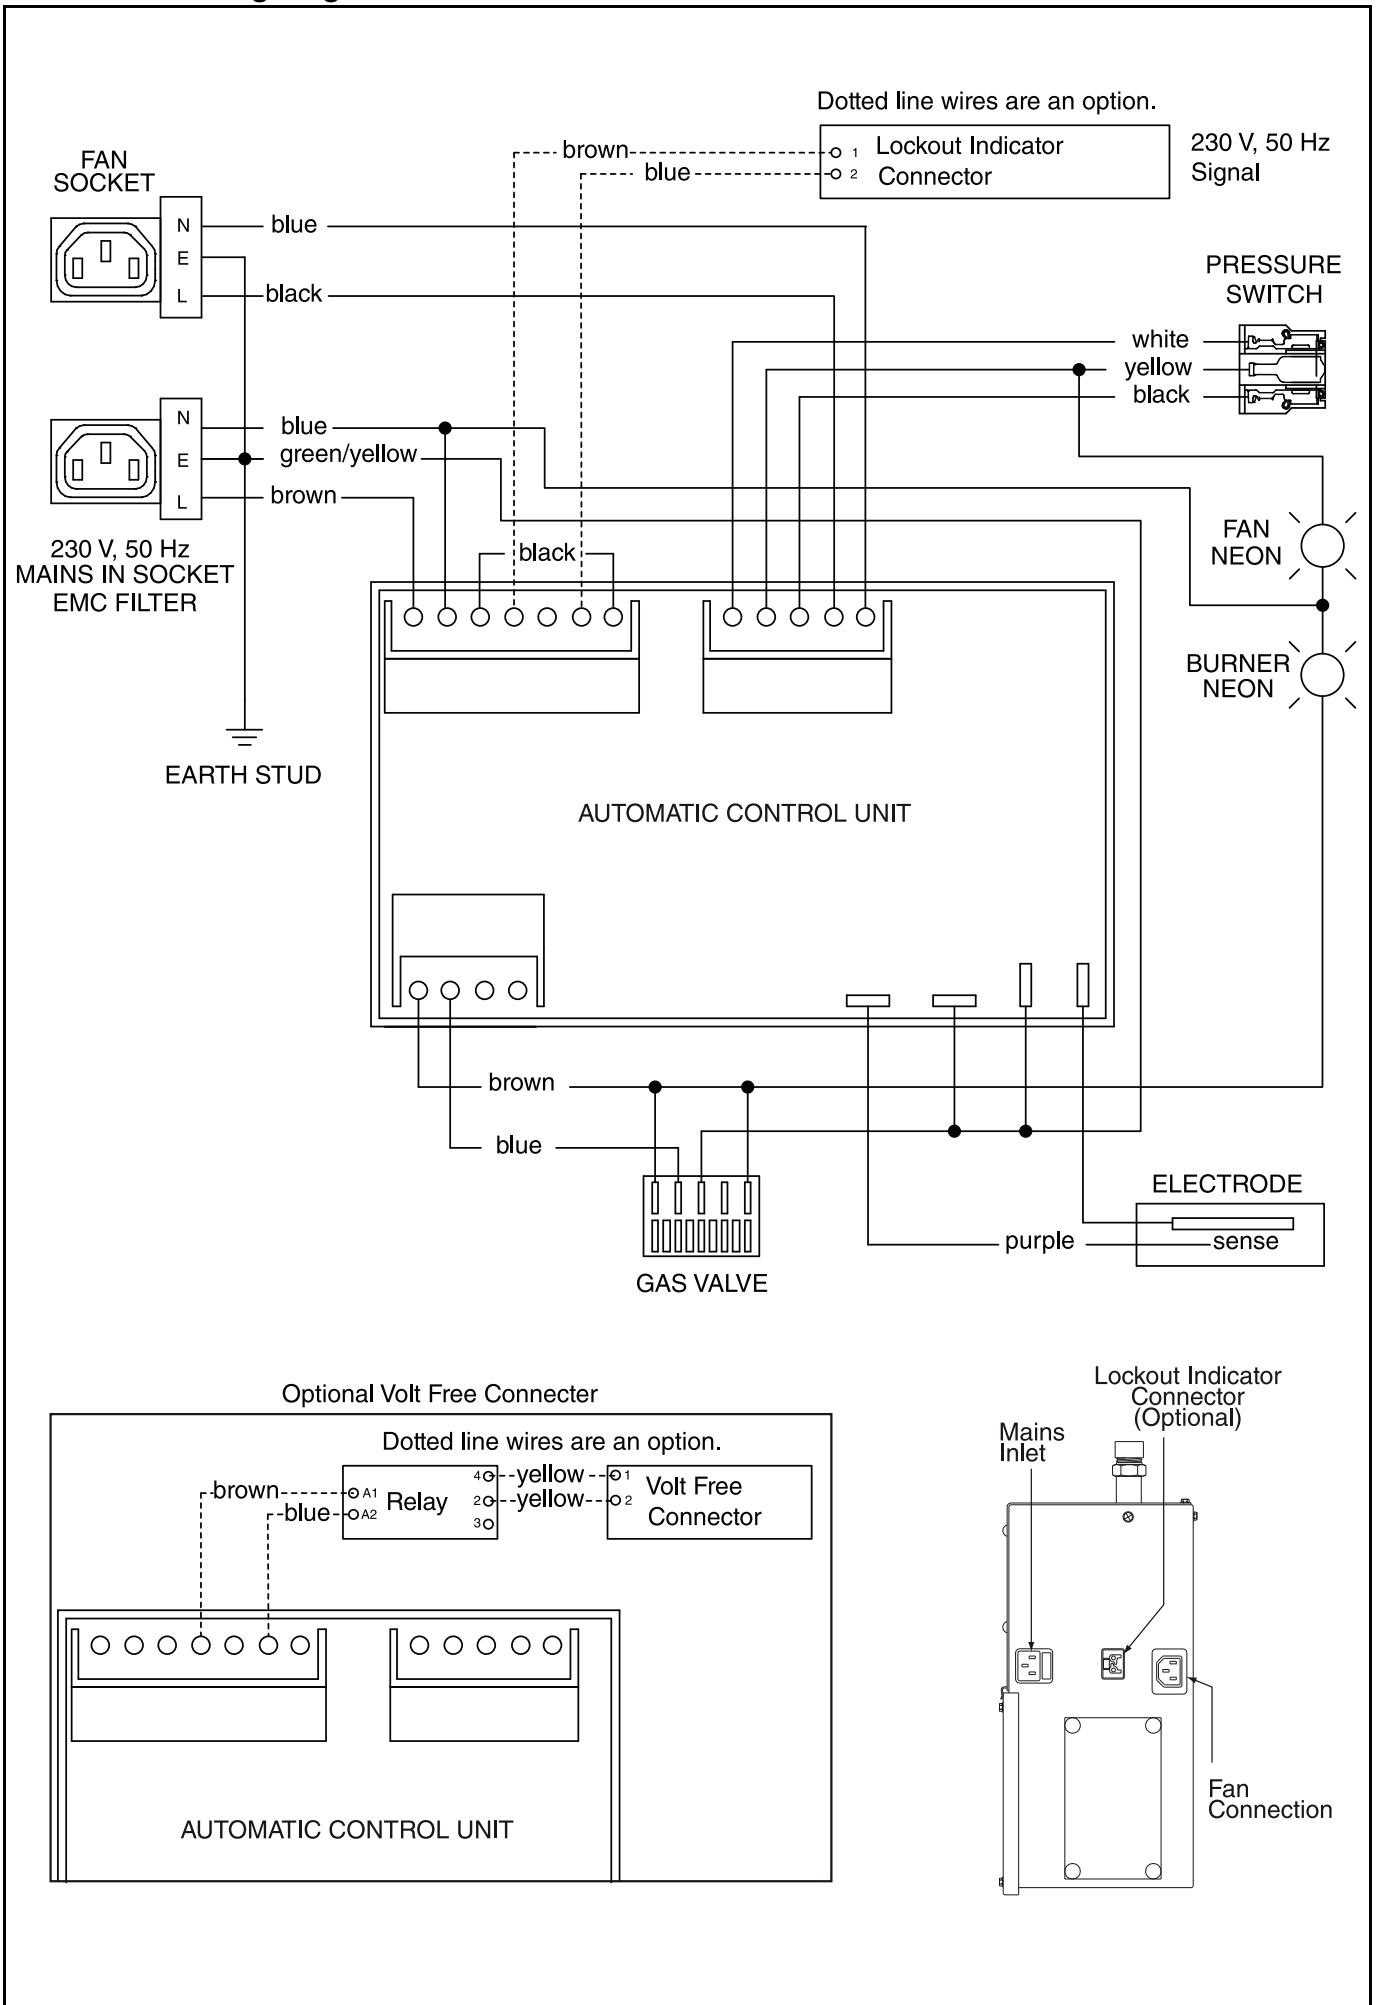 Dotted line wires are an option.
brown
blue
1 Lockout Indicator
2 Connector
230 V, 50 Hz
Signal
FAN
SOCKET
N
E
L
blue
black
PRESSURE
SWITCH
white
yellow
black
N
E
L
blue
green/yellow
brown
230 V, 50 Hz
MAINS IN SOCKET
EMC FILTER
black
FAN
NEON
BURNER
NEON
EARTH STUD
AUTOMATIC CONTROL UNIT
brown
blue
GAS VALVE
ELECTRODE
purple
sense
Optional Volt Free Connecter
Dotted line wires are an option.
brown
blue
A1
A2
Relay
4
2
3
yellow
yellow
1 Volt Free
2 Connector
AUTOMATIC CONTROL UNIT
Lockout Indicator
Connector
(Optional)
Mains
Inlet
Fan
Connection